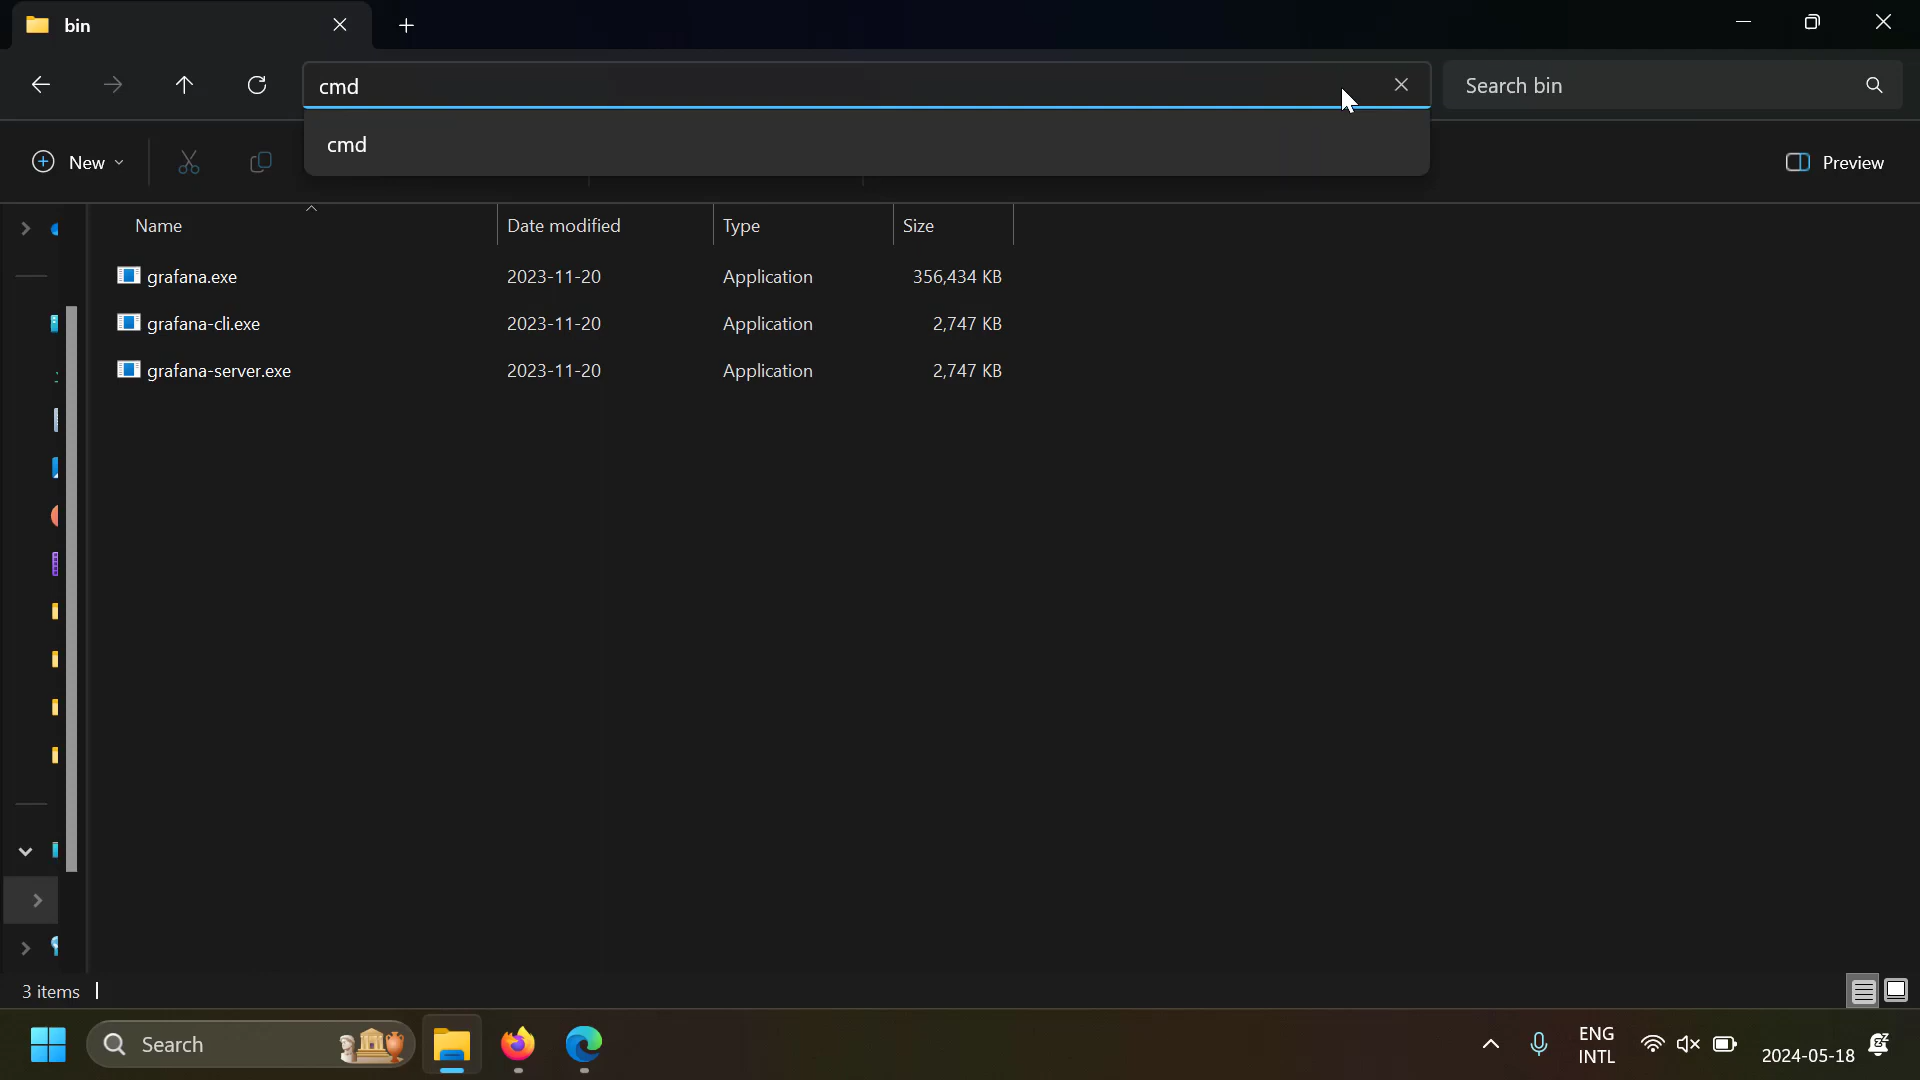 bin
cmd
Search bin
cmd
New
Preview
Name Date modified Type Size
grafana.exe 2023-11-20 Application 356,434 KB
grafana-cli.exe 2023-11-20 Application 2,747 KB
grafana-server.exe 2023-11-20 Application 2,747 KB
3 items
Search
ENG
INTL
2024-05-18